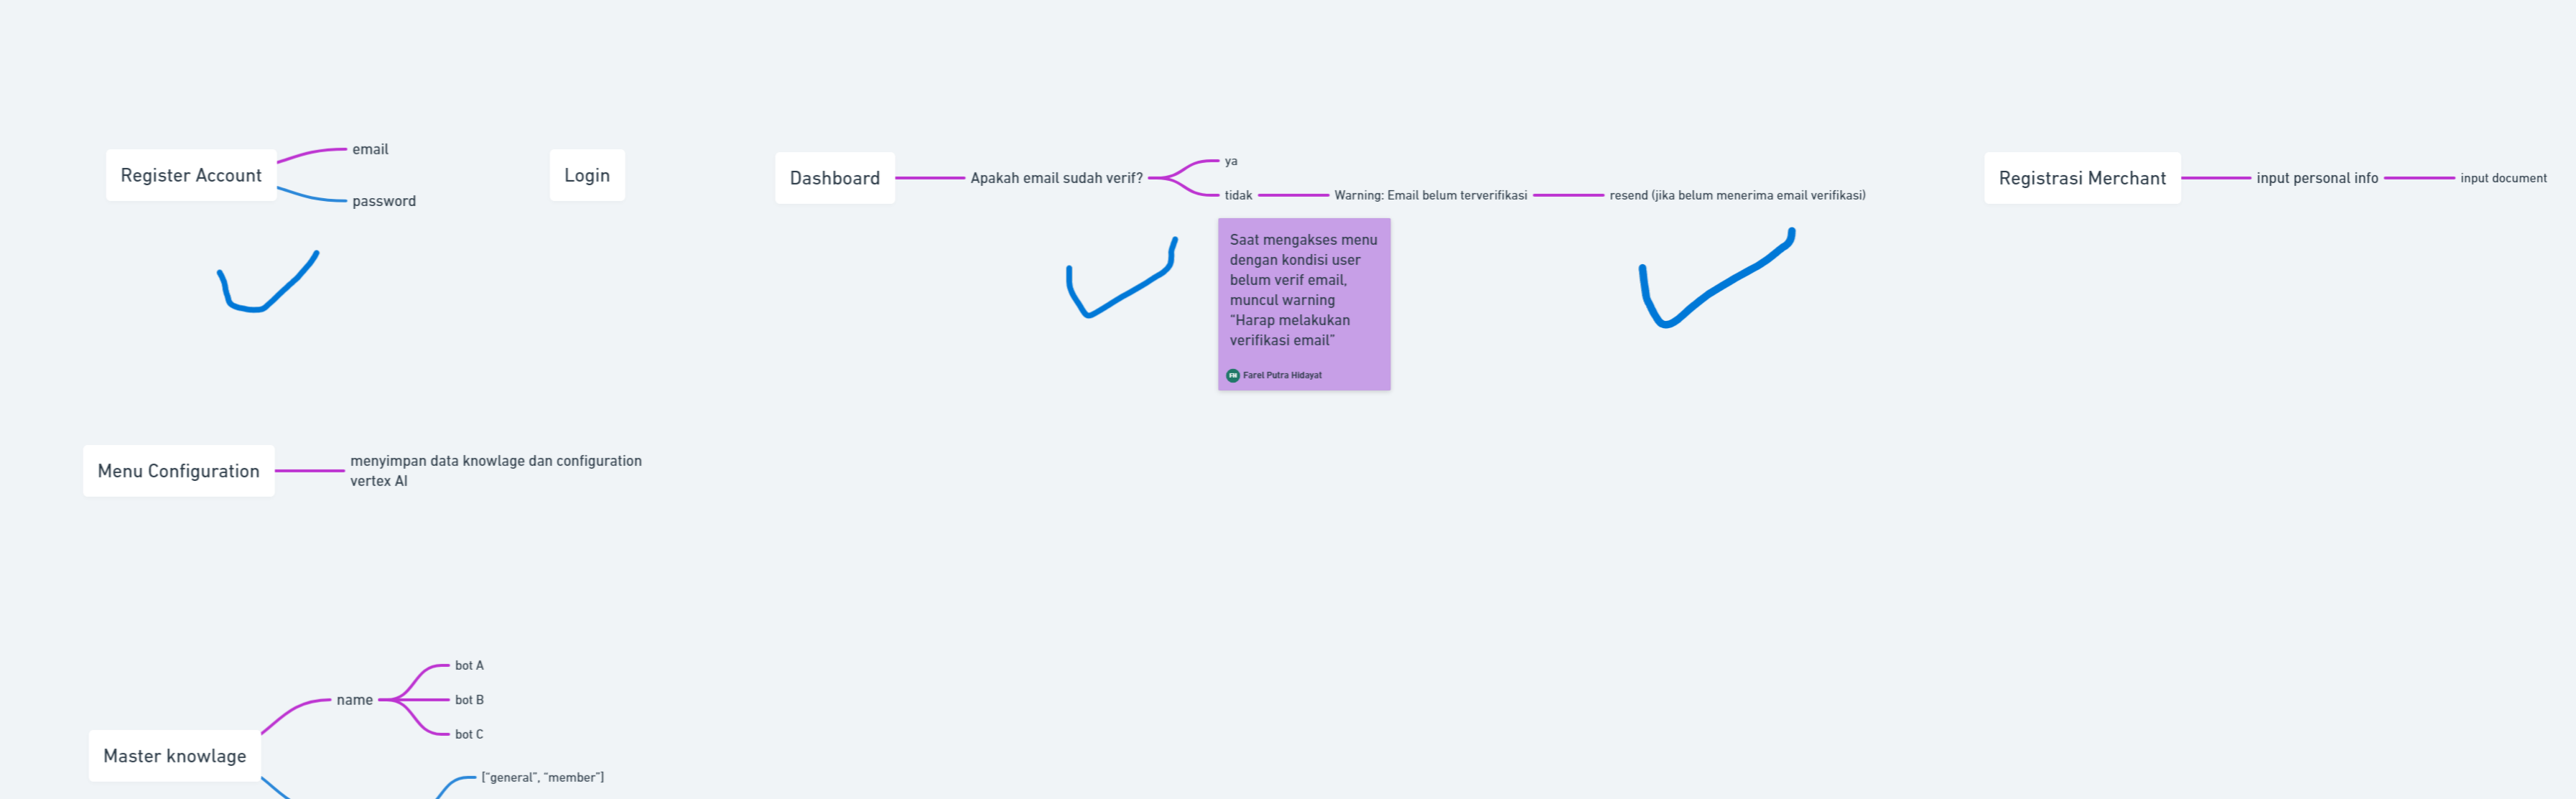 Register Account
email
password
Login
Dashboard
Apakah email sudah verif?
ya
tidak
Warning: Email belum terverifikasi
resend (jika belum menerima email verifikasi)
Saat mengakses menu
dengan kondisi user
belum verif email,
muncul warning
"Harap melakukan
verifikasi email"
FH Farel Putra Hidayat
Registrasi Merchant
input personal info
input document
Menu Configuration
menyimpan data knowlage dan configuration
vertex AI
Master knowlage
name
bot A
bot B
bot C
["general", "member"]